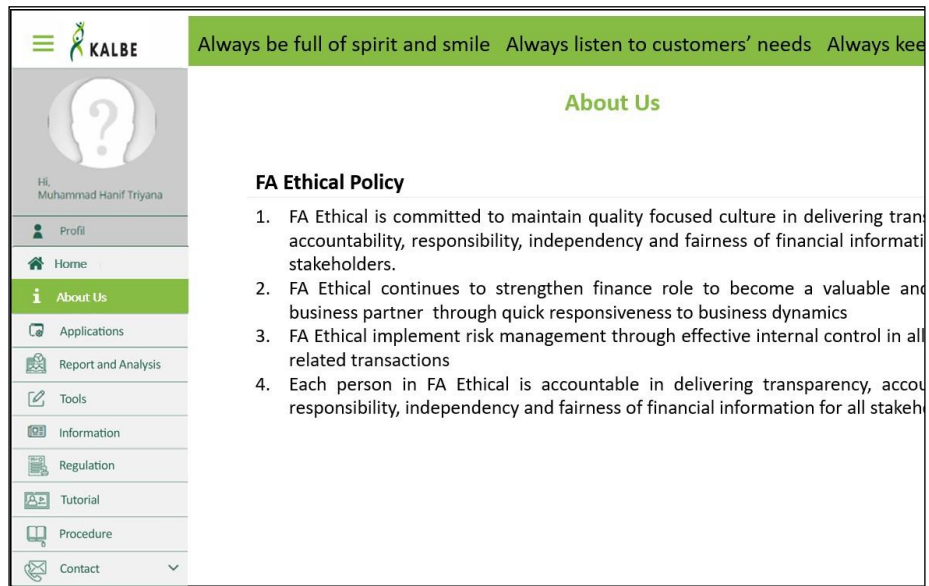 KALBE
Always be full of spirit and smile Always listen to customers' needs Always kee
Hi,
Muhammad Hanif Triyana
Profil
Home
About Us
Applications
Report and Analysis
Tools
Information
Regulation
Tutorial
Procedure
Contact
About Us
FA Ethical Policy
1. FA Ethical is committed to maintain quality focused culture in delivering tran
accountability, responsibility, independency and fairness of financial informati
stakeholders.
2. FA Ethical continues to strengthen finance role to become a valuable and
business partner through quick responsiveness to business dynamics
3. FA Ethical implement risk management through effective internal control in all
related transactions
4. Each person in FA Ethical is accountable in delivering transparency, accou
responsibility, independency and fairness of financial information for all stakeh